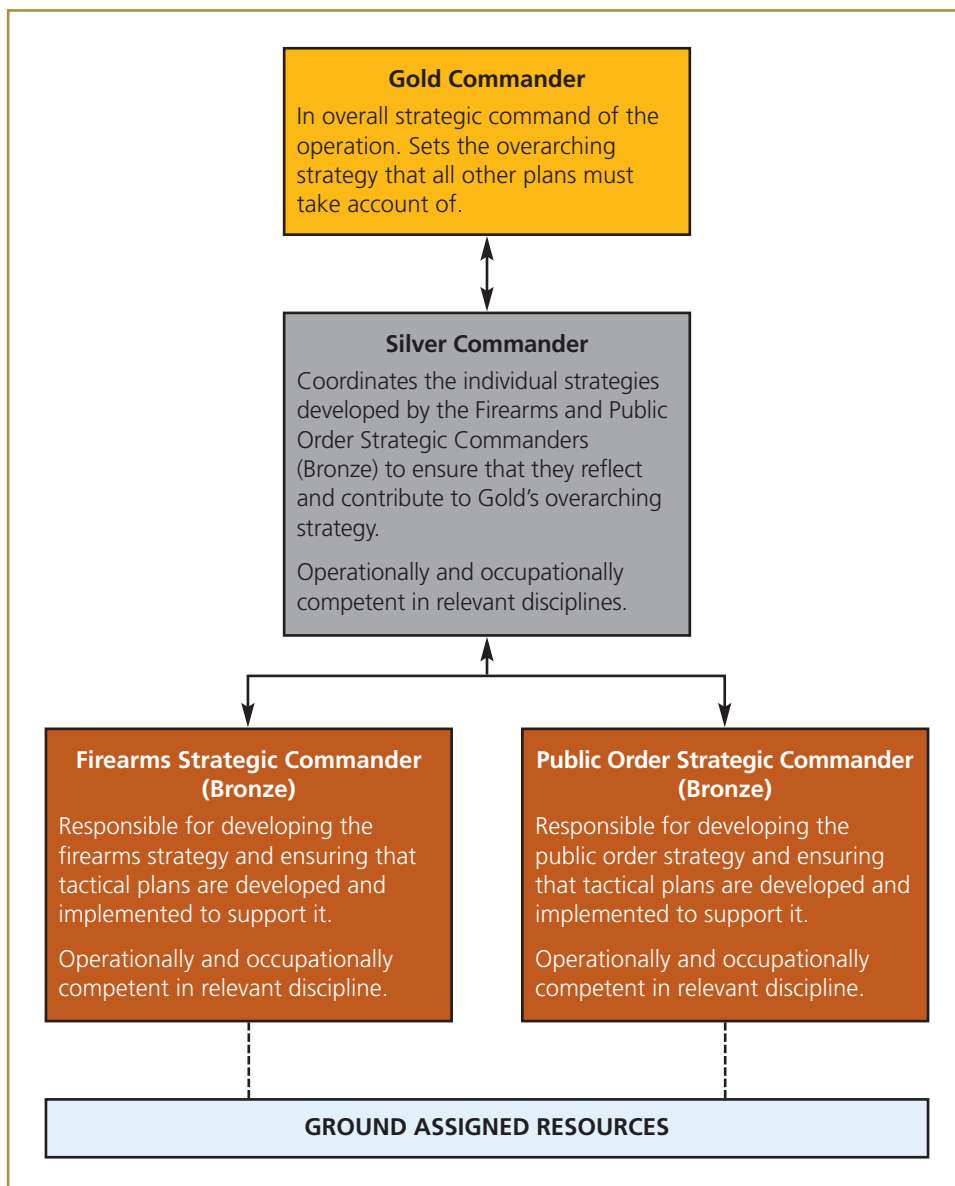 Gold Commander
In overall strategic command of the
operation. Sets the overarching
strategy that all other plans must
take account of.
Silver Commander
Coordinates the individual strategies
developed by the Firearms and Public
Order Strategic Commanders
(Bronze) to ensure that they reflect
and contribute to Gold’s overarching
strategy.
Operationally and occupationally
competent in relevant disciplines.
Firearms Strategic Commander
(Bronze)
Responsible for developing the
firearms strategy and ensuring that
tactical plans are developed and
implemented to support it.
Operationally and occupationally
competent in relevant discipline.
Public Order Strategic Commander
(Bronze)
Responsible for developing the
public order strategy and ensuring
that tactical plans are developed and
implemented to support it.
Operationally and occupationally
competent in relevant discipline.
GROUND ASSIGNED RESOURCES